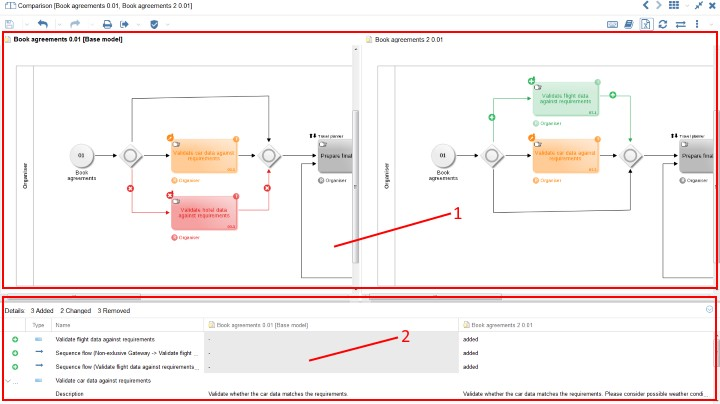 Comparison [Book agreements 0.01, Book agreements 2 0.01]
Book agreements 0.01 [Base model]
Book agreements 2 0.01
Organiser
01
Book
agreements
Validate car data against
requirements
Organiser
Validate hotel data
against requirements
Organiser
Travel planner
Prepare final
1
Organiser
01
Book
agreements
Validate flight data
against requirements
Organiser
Validate car data against
requirements
Organiser
Travel planner
Prepare final
Details: 3 Added 2 Changed 3 Removed
Type Name Book agreements 0.01 [Base model] Book agreements 2 0.01
Validate flight data against requirements - added
Sequence flow (Non-exlusive Gateway -> Validate flight ... - added
Sequence flow (Validate flight data against requirements... - added
2
... Validate car data against requirements
Description Validate whether the car data matches the requirements. Validate whether the car data matches the requirements. Please consider possible weather condi...